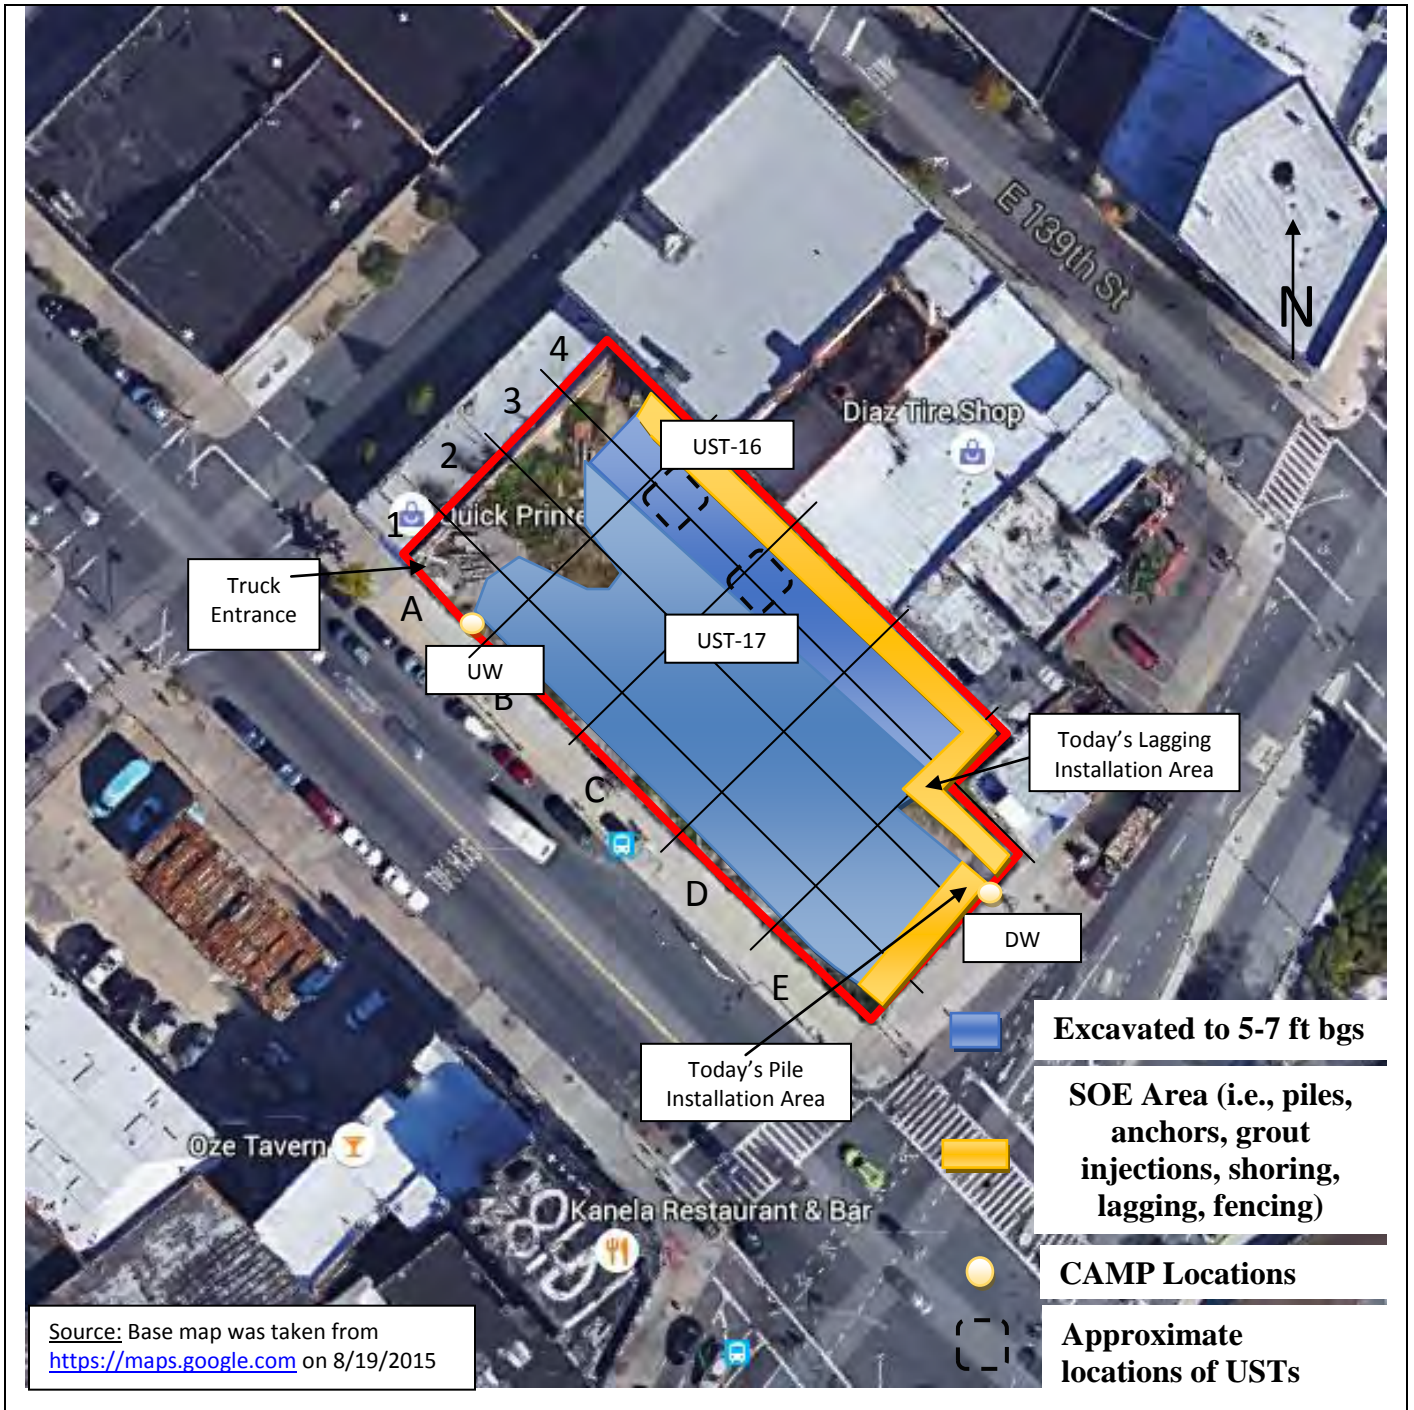 E 139th St
N
4
3
Diaz Tire Shop
UST-16
2
1
Quick Printe
Truck
Entrance
A
UST-17
UW
B
Today's Lagging
Installation Area
C
D
DW
E
Excavated to 5-7 ft bgs
Today's Pile
Installation Area
SOE Area (i.e., piles,
anchors, grout
injections, shoring,
lagging, fencing)
Oze Tavern
Kanela Restaurant & Bar
CAMP Locations
Source: Base map was taken from
https://maps.google.com on 8/19/2015
Approximate
locations of USTs